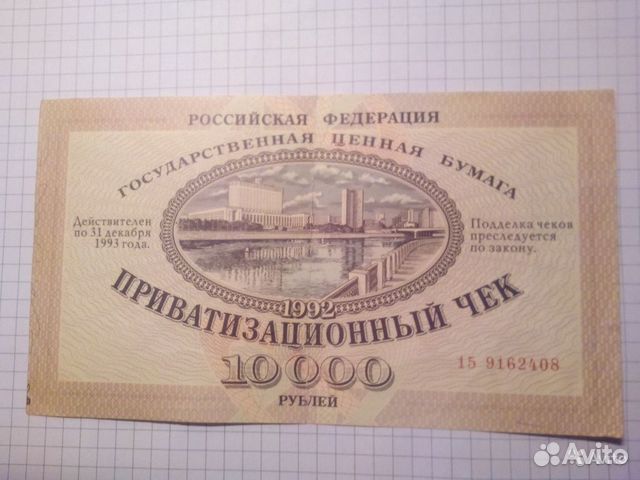 РОССИЙСКАЯ ФЕДЕРАЦИЯ
ГОСУДАРСТВЕННАЯ ЦЕННАЯ БУМАГА
Действителен
по 31 декабря
1993 года.
Подделка чеков
преследуется
по закону.
1992
ПРИВАТИЗАЦИОННЫЙ ЧЕК
10000
15 9162408
РУБЛЕЙ
Avito